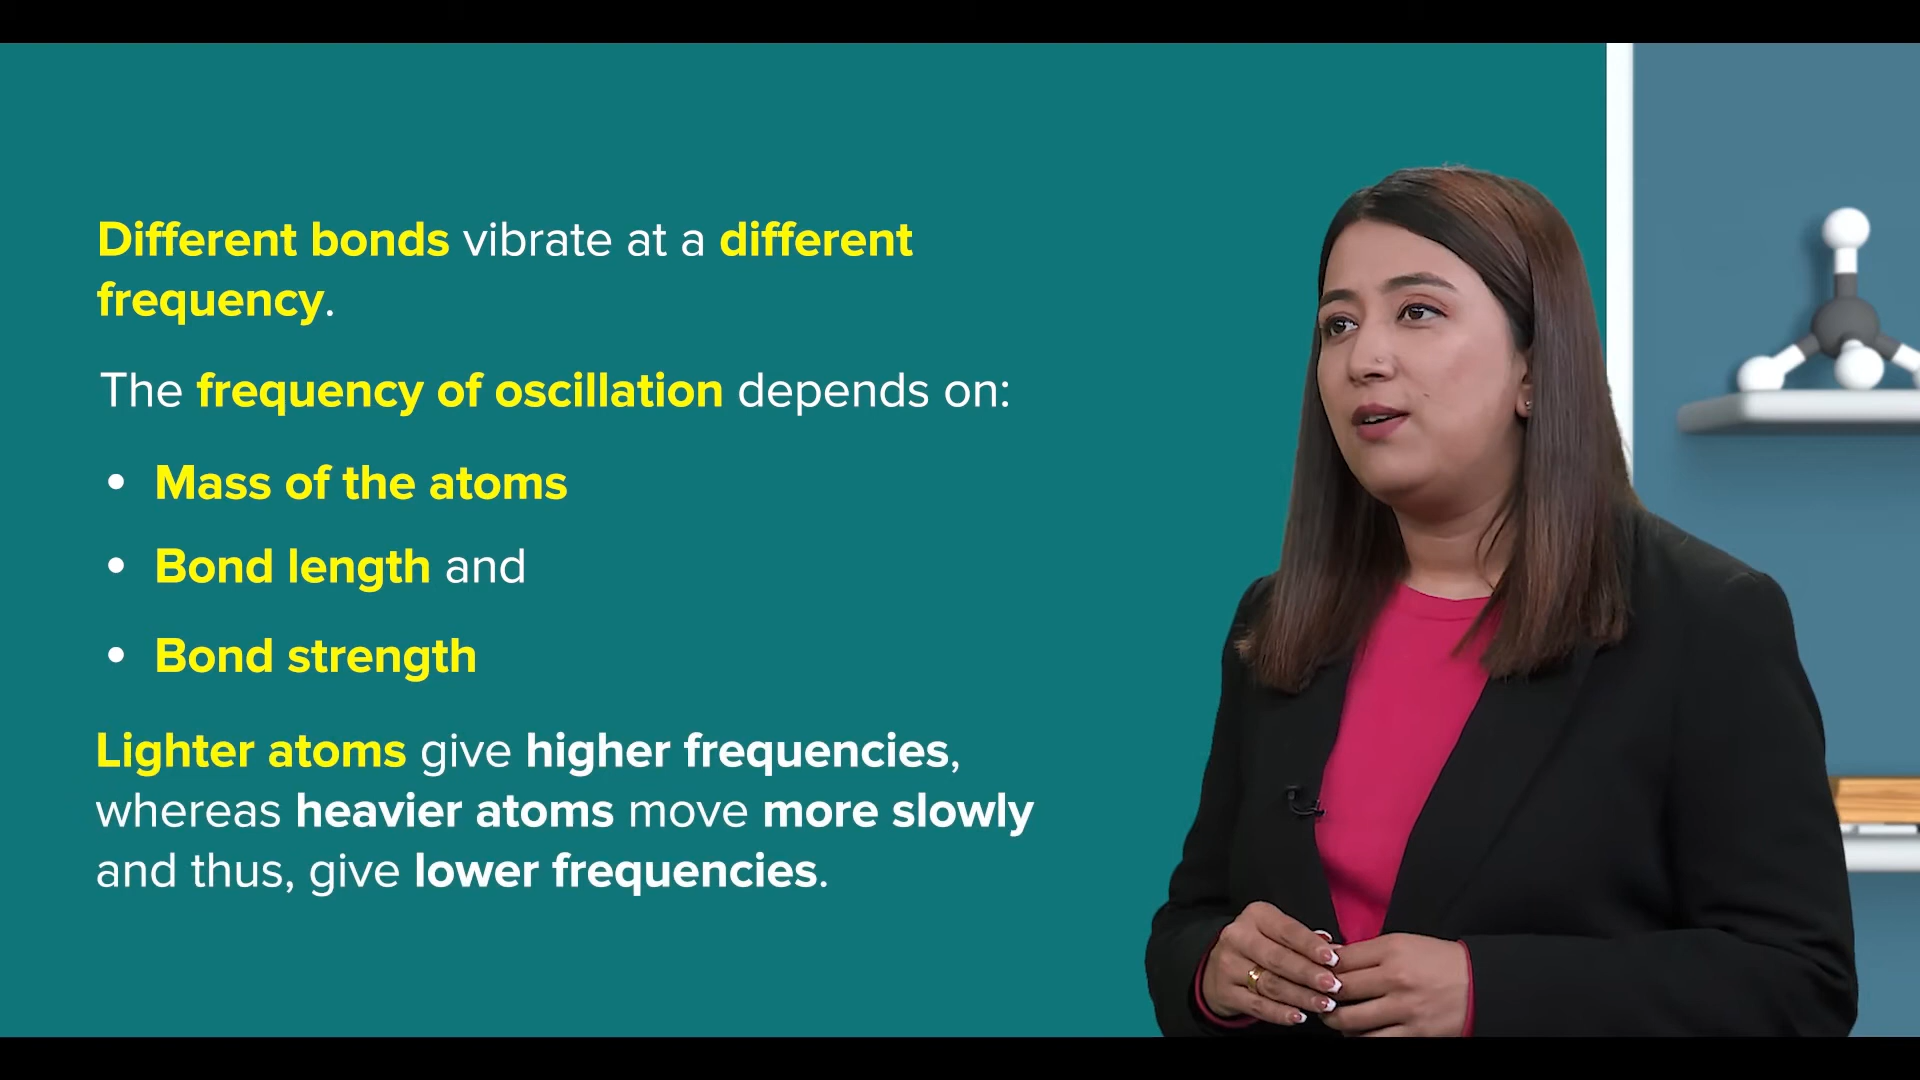 Different bonds vibrate at a different
frequency.
The frequency of oscillation depends on:
• Mass of the atoms
• Bond length and
• Bond strength
Lighter atoms give higher frequencies,
whereas heavier atoms move more slowly
and thus, give lower frequencies.